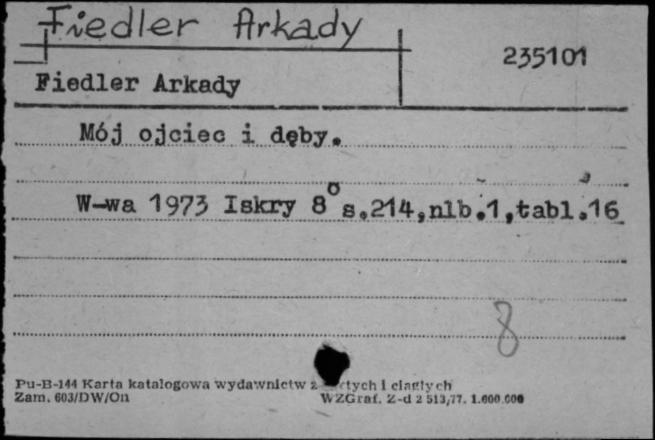 Fiedler Arkady
235101
Fiedler Arkady
Mój ojciec i dęby.
W-wa 1973 Iskry 8° s.214,nlb.1,tabl.16
8
Pu-B-144 Karta katalogowa wydawnictw z tych i ciągłych
Zam. 603/DW/On WZGraf. Z-d 2 513/77. 1.600.000